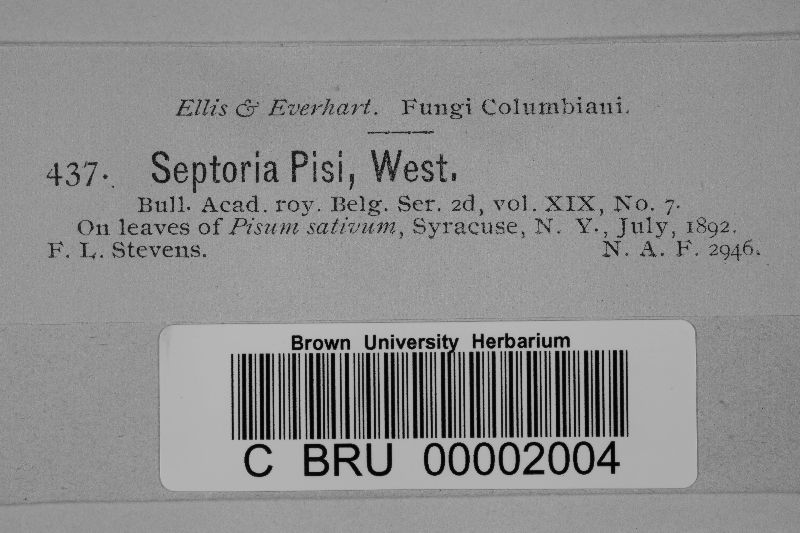 Ellis & Everhart. Fungi Columbiani.
437. Septoria Pisi, West.
Bull. Acad. roy. Belg. Ser. 2d, vol. XIX, No. 7.
On leaves of Pisum sativum, Syracuse, N. Y., July, 1892.
F. L. Stevens. N. A. F. 2946.
Brown University Herbarium
C BRU 00002004